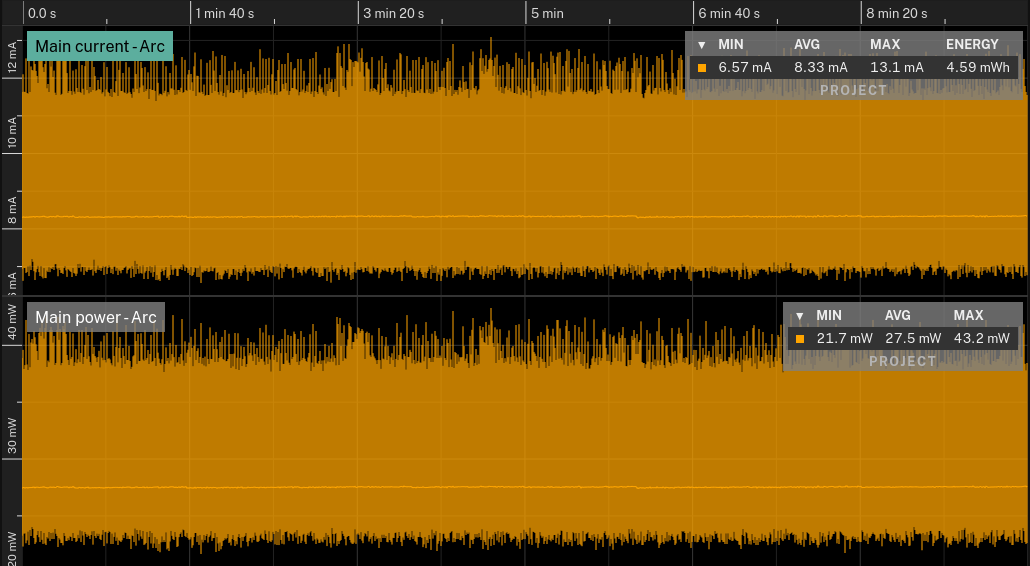 0.0 s 1 min 40 s 3 min 20 s 5 min 6 min 40 s 8 min 20 s
Main current - Arc
▼ MIN AVG MAX ENERGY
6.57 mA 8.33 mA 13.1 mA 4.59 mWh
PROJECT
12 mA
10 mA
8 mA
6 mA
Main power - Arc
▼ MIN AVG MAX
21.7 mW 27.5 mW 43.2 mW
PROJECT
40 mW
30 mW
20 mW